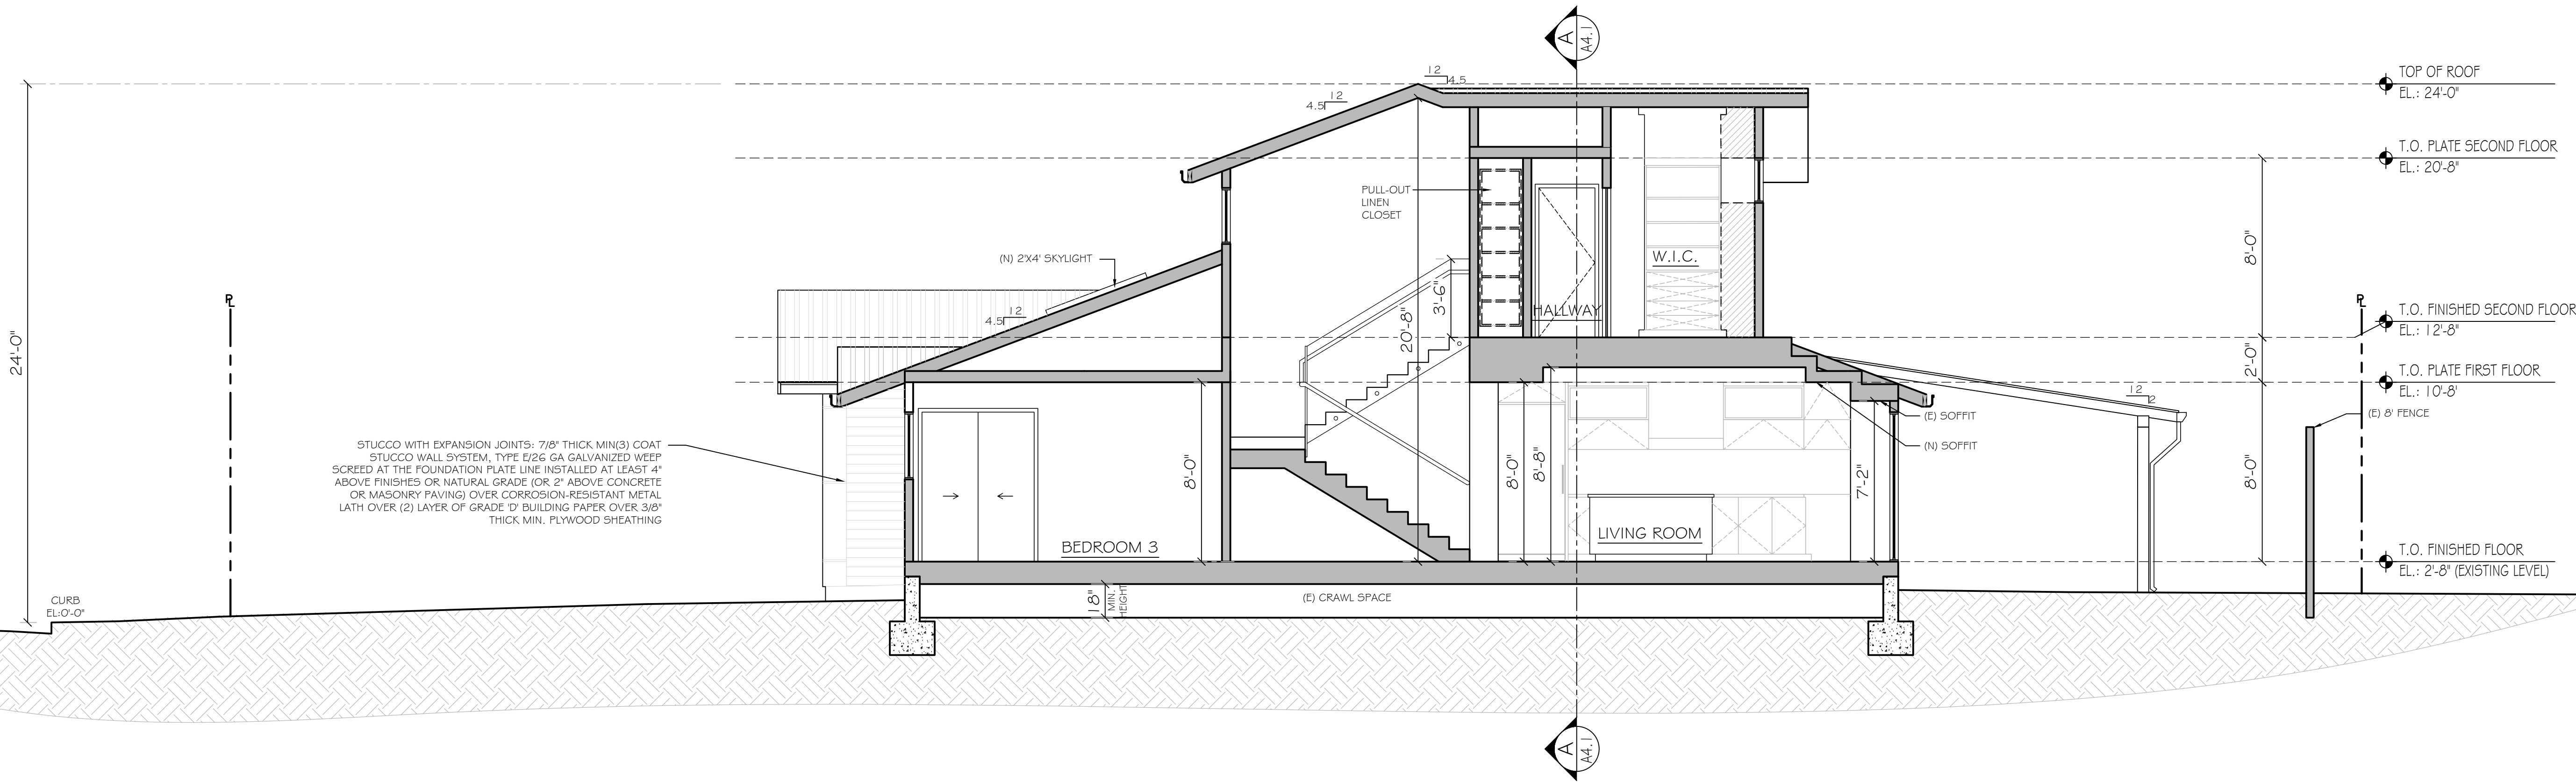 A
A4.1
12
4.5
TOP OF ROOF
EL.: 24'-0"
12
4.5
T.O. PLATE SECOND FLOOR
EL.: 20'-8"
PULL-OUT
LINEN
CLOSET
(N) 2'X4' SKYLIGHT
W.I.C.
8'-0"
3'-6"
HALLWAY
PL
PL
T.O. FINISHED SECOND FLOOR
EL.: 12'-8"
12
4.5
20'-8"
24'-0"
2'-0"
T.O. PLATE FIRST FLOOR
EL.: 10'-8'
12
2
(E) 8' FENCE
(E) SOFFIT
(N) SOFFIT
STUCCO WITH EXPANSION JOINTS: 7/8" THICK MIN(3) COAT
STUCCO WALL SYSTEM, TYPE E/26 GA GALVANIZED WEEP
SCREED AT THE FOUNDATION PLATE LINE INSTALLED AT LEAST 4"
ABOVE FINISHES OR NATURAL GRADE (OR 2" ABOVE CONCRETE
OR MASONRY PAVING) OVER CORROSION-RESISTANT METAL
LATH OVER (2) LAYER OF GRADE 'D' BUILDING PAPER OVER 3/8"
THICK MIN. PLYWOOD SHEATHING
8'-0"
8'-0"
8'-8"
7'-2"
8'-0"
BEDROOM 3
LIVING ROOM
T.O. FINISHED FLOOR
EL.: 2'-8" (EXISTING LEVEL)
CURB
EL:0'-0"
18"
MIN.
HEIGHT
(E) CRAWL SPACE
A
A4.1